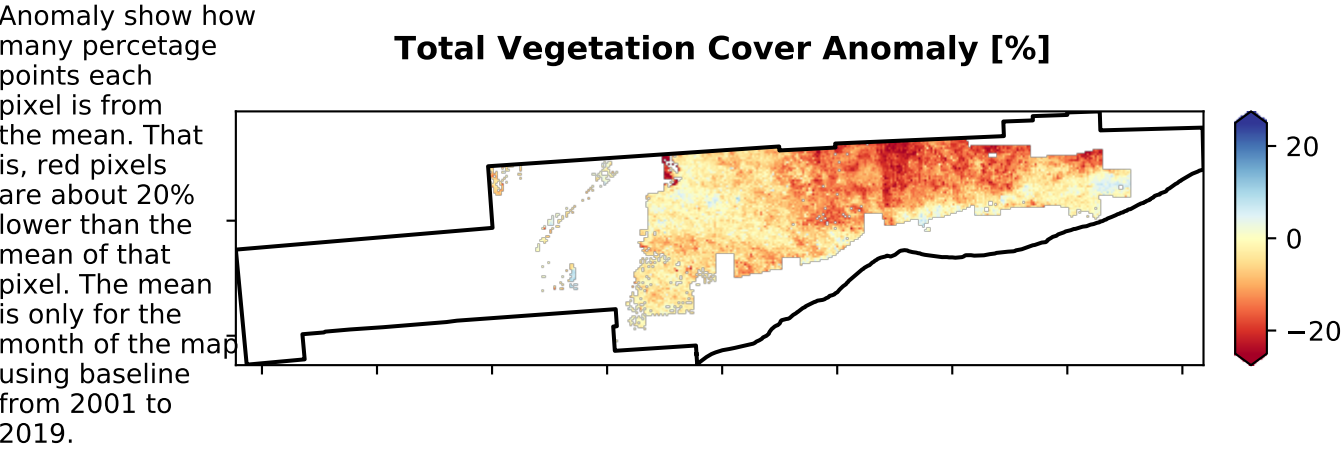 Anomaly show how
many percetage
points each
pixel is from
the mean. That
is, red pixels
are about 20%
lower than the
mean of that
pixel. The mean
is only for the
month of the map
using baseline
from 2001 to
2019.
Total Vegetation Cover Anomaly [%]
20
0
−20